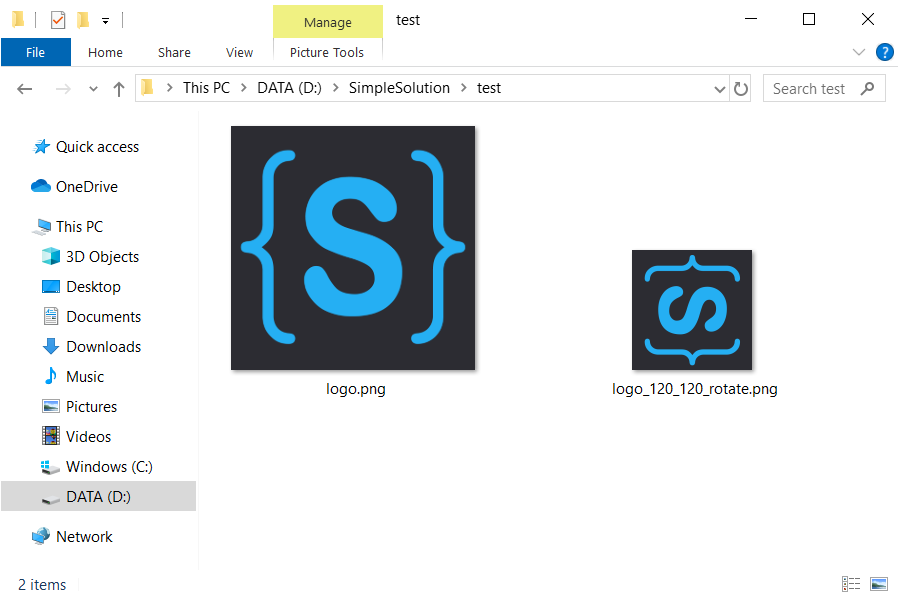 Manage
test
File
Home
Share
View
Picture Tools
?
This PC
DATA (D:)
SimpleSolution
test
Search test
Quick access
OneDrive
This PC
3D Objects
Desktop
Documents
Downloads
Music
Pictures
Videos
Windows (C:)
DATA (D:)
Network
{S}
logo.png
{S}
logo_120_120_rotate.png
2 items